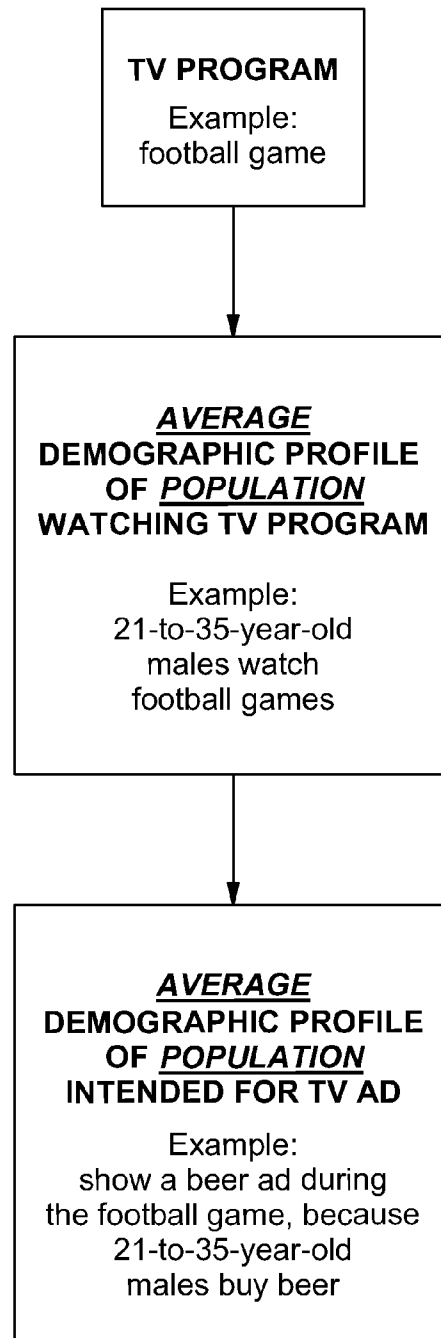 TV PROGRAM
Example:
football game
AVERAGE
DEMOGRAPHIC PROFILE
OF POPULATION
WATCHING TV PROGRAM
Example:
21-to-35-year-old
males watch
football games
AVERAGE
DEMOGRAPHIC PROFILE
OF POPULATION
INTENDED FOR TV AD
Example:
show a beer ad during
the football game, because
21-to-35-year-old
males buy beer